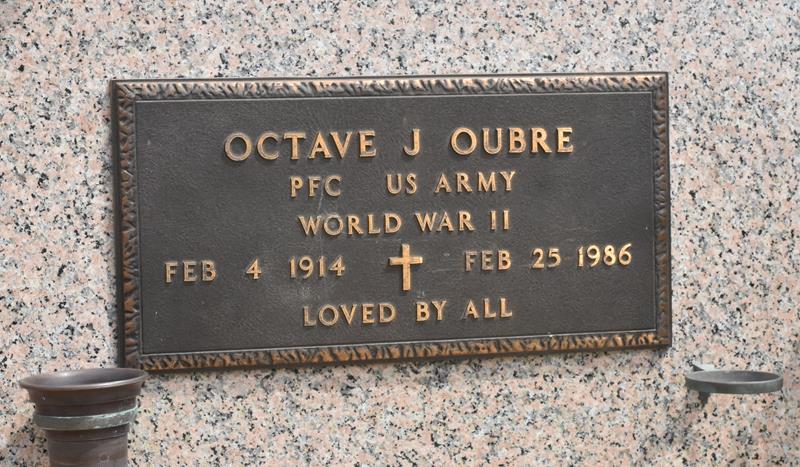 OCTAVE J OUBRE
PFC US ARMY
WORLD WAR II
FEB 4 1914 FEB 25 1986
LOVED BY ALL